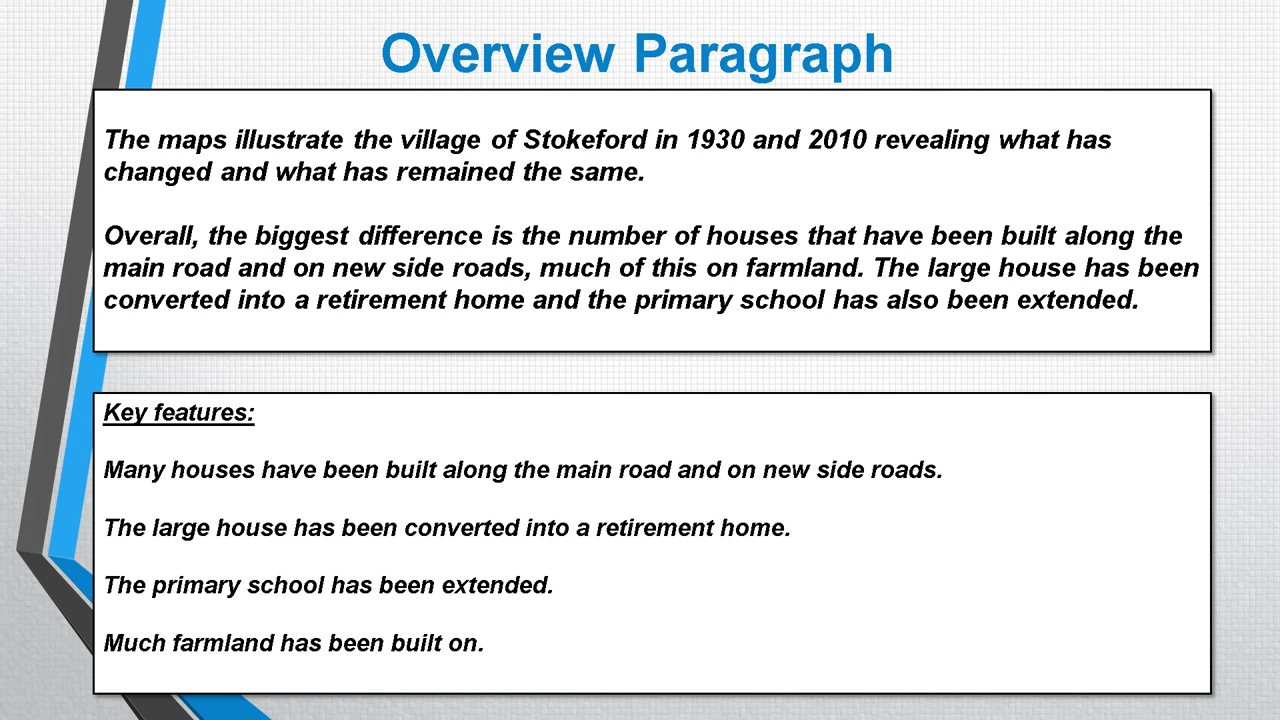 Overview Paragraph
The maps illustrate the village of Stokeford in 1930 and 2010 revealing what has
changed and what has remained the same.
Overall, the biggest difference is the number of houses that have been built along the
main road and on new side roads, much of this on farmland. The large house has been
converted into a retirement home and the primary school has also been extended.
Key features:
Many houses have been built along the main road and on new side roads.
The large house has been converted into a retirement home.
The primary school has been extended.
Much farmland has been built on.